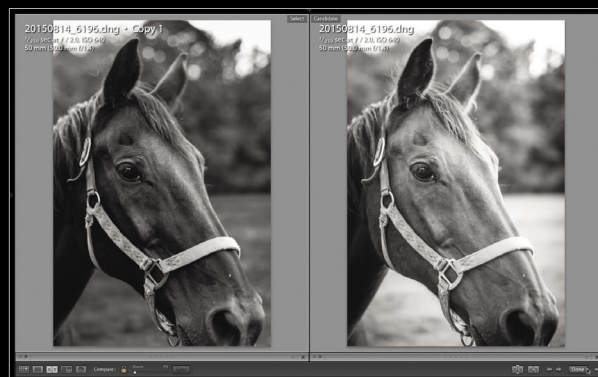 Select
20150814_6196.dng • Copy 1
1/250 sec at f / 2.0, ISO 640
50 mm (50.0 mm f/1.4)
Candidate
20150814_6196.dng
1/250 sec at f / 2.0, ISO 640
50 mm (50.0 mm f/1.4)
Compare :
Done